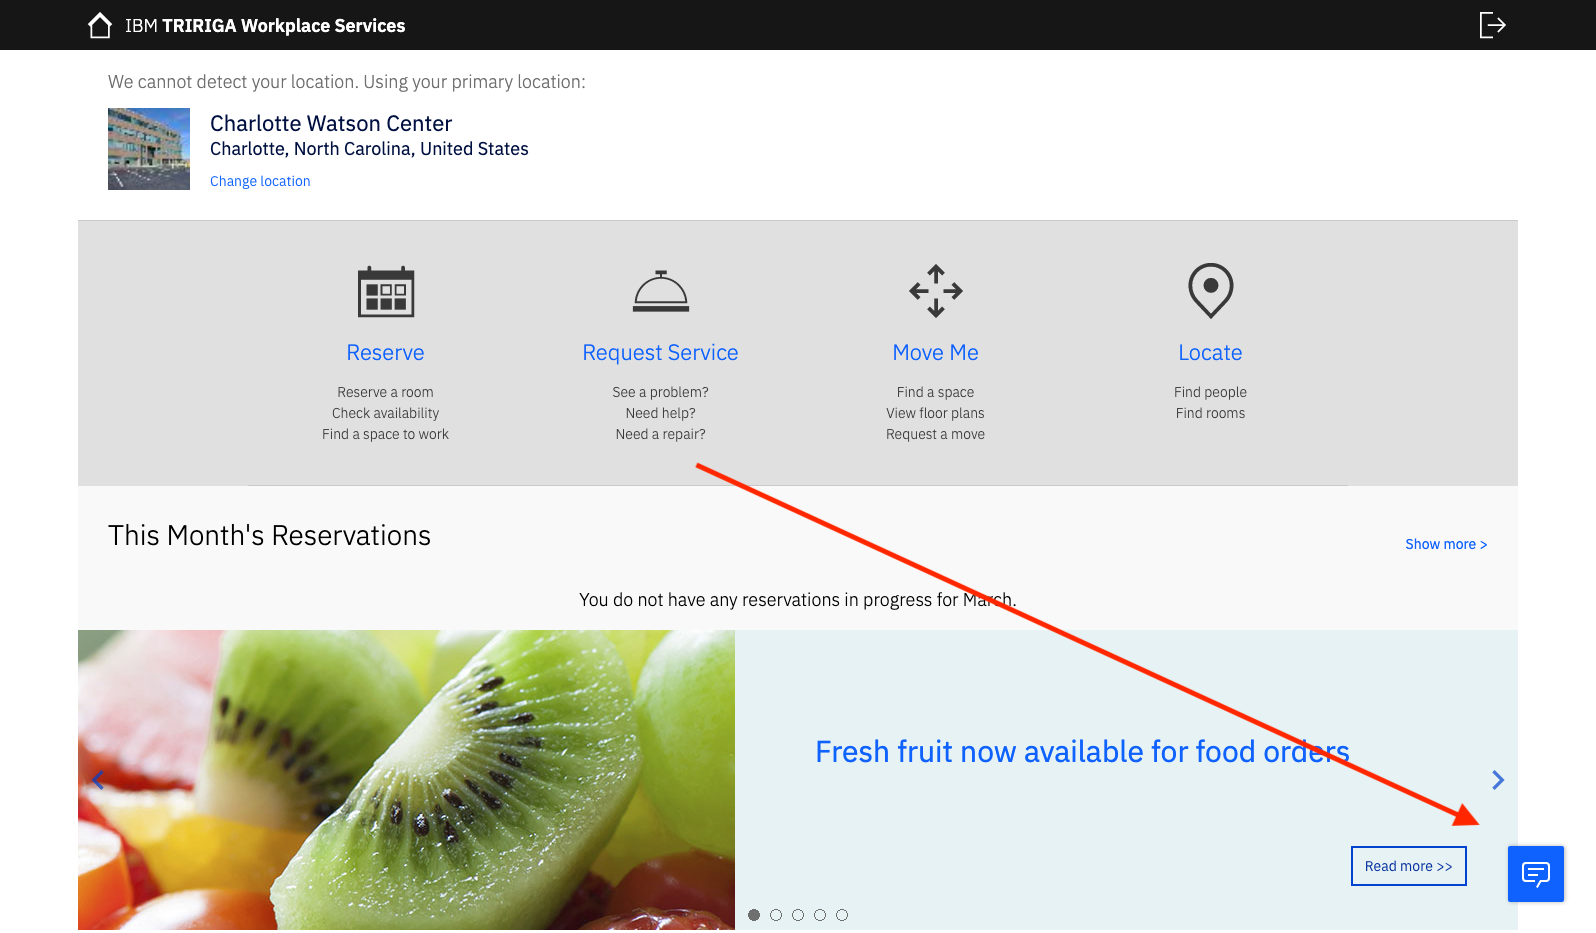 IBM TRIRIGA Workplace Services
We cannot detect your location. Using your primary location:
Charlotte Watson Center
Charlotte, North Carolina, United States
Change location
Reserve
Reserve a room
Check availability
Find a space to work
Request Service
See a problem?
Need help?
Need a repair?
Move Me
Find a space
View floor plans
Request a move
Locate
Find people
Find rooms
This Month's Reservations
Show more >
You do not have any reservations in progress for March.
Fresh fruit now available for food orders
Read more >>